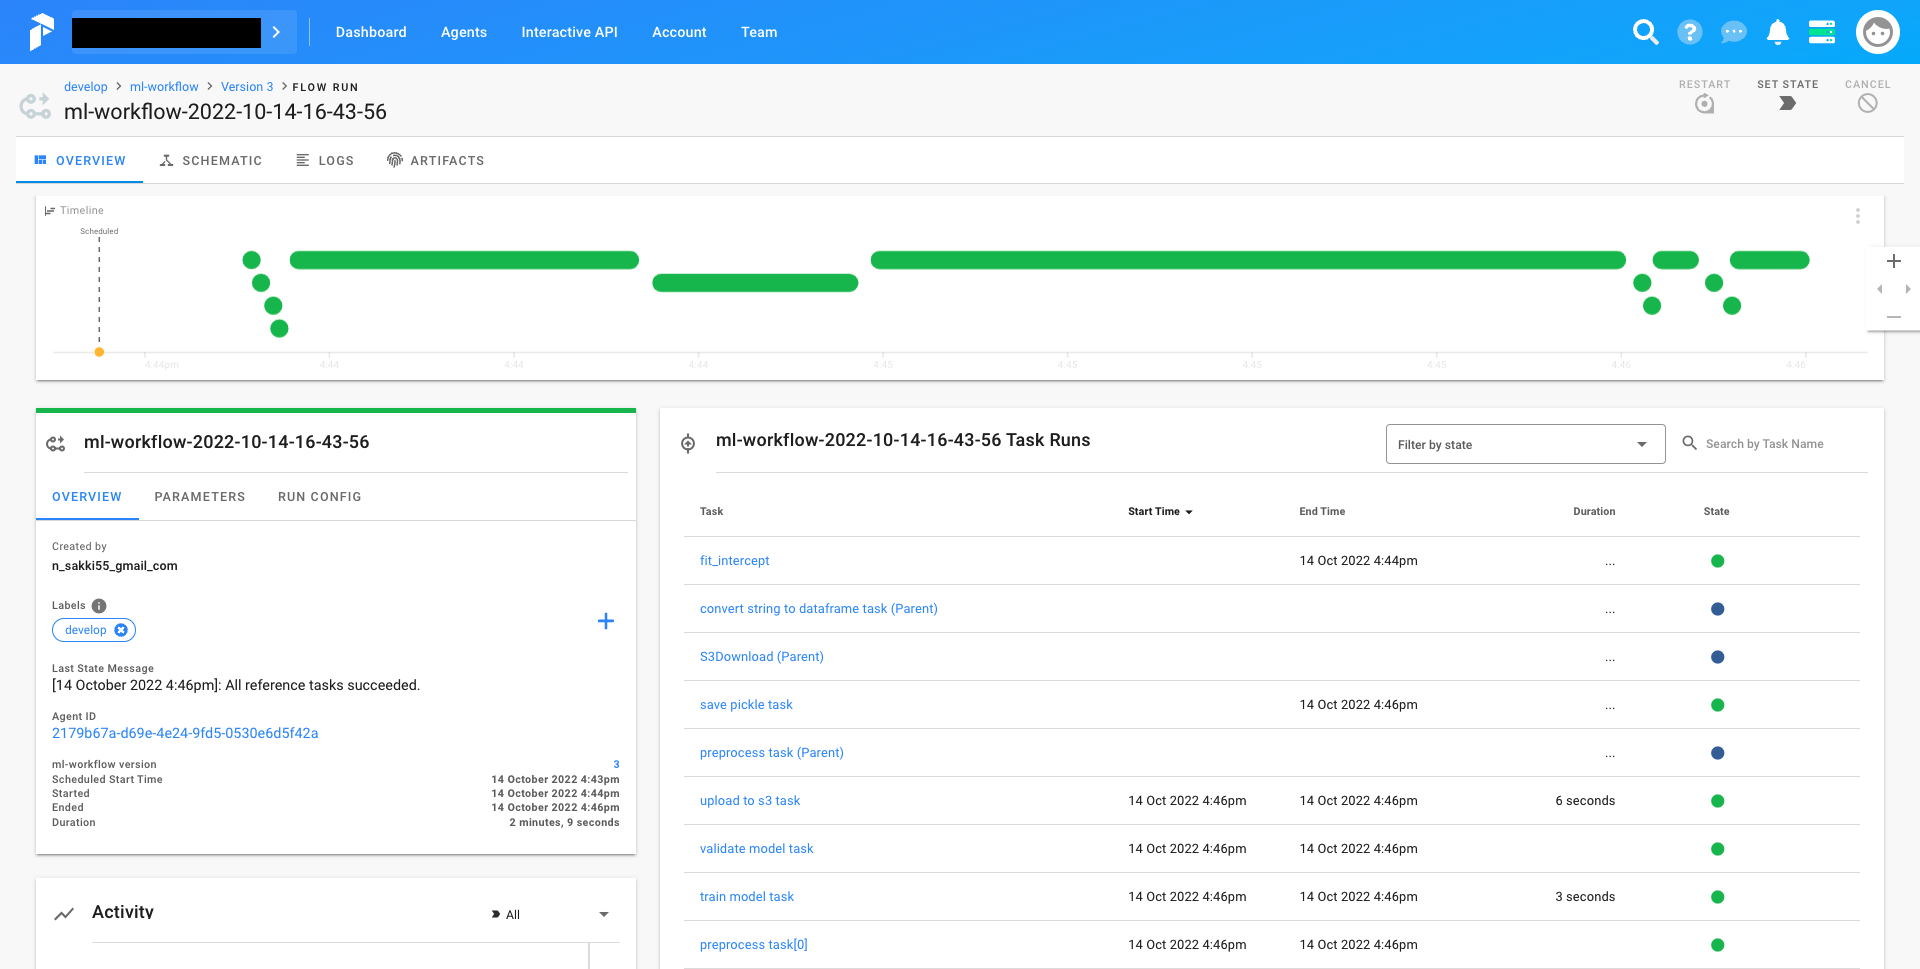 Dashboard Agents Interactive API Account Team
develop > ml-workflow > Version 3 > FLOW RUN
ml-workflow-2022-10-14-16-43-56
RESTART SET STATE CANCEL
OVERVIEW SCHEMATIC LOGS ARTIFACTS
Timeline
Scheduled
4:44pm 4:44 4:44 4:44 4:45 4:45 4:45 4:45 4:46 4:46
ml-workflow-2022-10-14-16-43-56
OVERVIEW PARAMETERS RUN CONFIG
Created by
n_sakki55_gmail_com
Labels
develop
Last State Message
[14 October 2022 4:46pm]: All reference tasks succeeded.
Agent ID
2179b67a-d69e-4e24-9fd5-0530e6d5f42a
ml-workflow version 3
Scheduled Start Time 14 October 2022 4:43pm
Started 14 October 2022 4:44pm
Ended 14 October 2022 4:46pm
Duration 2 minutes, 9 seconds
Activity All
ml-workflow-2022-10-14-16-43-56 Task Runs
Filter by state Search by Task Name
Task Start Time End Time Duration State
fit_intercept 14 Oct 2022 4:44pm ...
convert string to dataframe task (Parent) ...
S3Download (Parent) ...
save pickle task 14 Oct 2022 4:46pm ...
preprocess task (Parent) ...
upload to s3 task 14 Oct 2022 4:46pm 14 Oct 2022 4:46pm 6 seconds
validate model task 14 Oct 2022 4:46pm 14 Oct 2022 4:46pm
train model task 14 Oct 2022 4:46pm 14 Oct 2022 4:46pm 3 seconds
preprocess task[0] 14 Oct 2022 4:46pm 14 Oct 2022 4:46pm